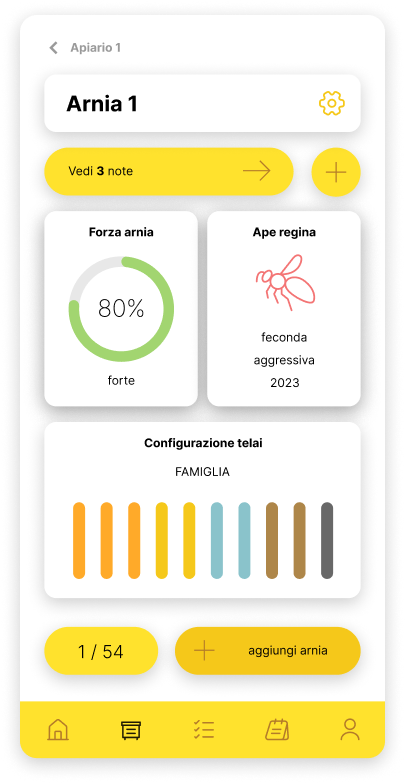 Apiario 1
Arnia 1
Vedi 3 note
Forza arnia
80%
forte
Ape regina
feconda
aggressiva
2023
Configurazione telai
FAMIGLIA
1 / 54
aggiungi arnia